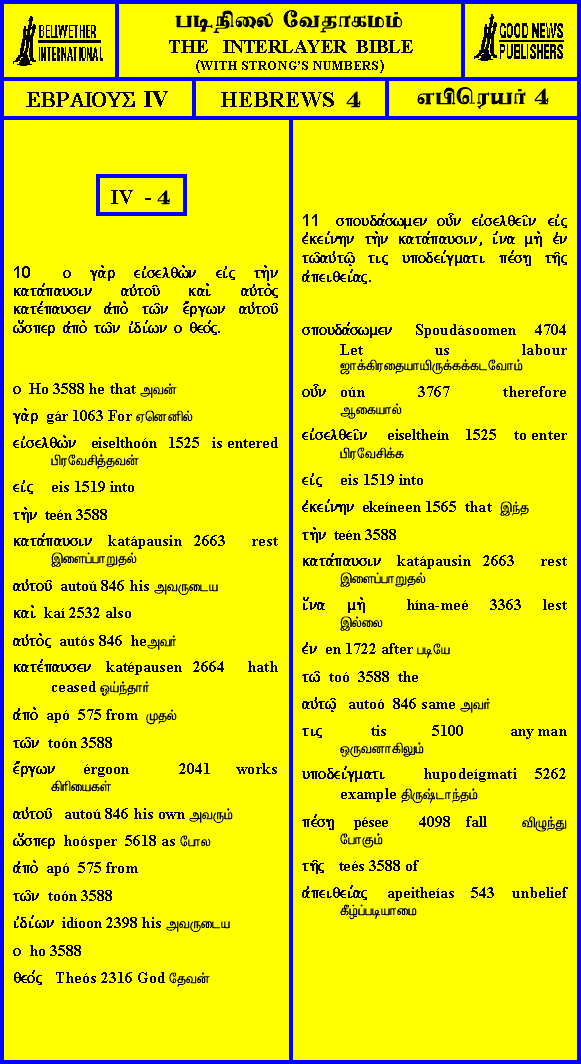 BELLWETHER
INTERNATIONAL
படிநிலை வேதாகமம்
THE INTERLAYER BIBLE
(WITH STRONG'S NUMBERS)
GOOD NEWS
PUBLISHERS
ΕΒΡΑΙΟΥΣ IV
HEBREWS 4
எபிரெயர் 4
IV - 4
10 ο γὰρ εἰσελθὼν εἰς τὴν
κατάπαυσιν αὐτοῦ καὶ αὐτὸς
κατέπαυσεν ἀπὸ τῶν ἔργων αὐτοῦ
ὥσπερ ἀπὸ τῶν ἰδίων ο θεός.
ο Ho 3588 he that அவன்
γὰρ gár 1063 For ஏனெனில்
εἰσελθὼν eiselthoón 1525 is entered
பிரவேசித்தவன்
εἰς eis 1519 into
τὴν teén 3588
κατάπαυσιν katápausin 2663 rest
இளைப்பாறுதல்
αὐτοῦ autoú 846 his அவருடைய
καὶ kaí 2532 also
αὐτὸς autós 846 heஅவர்
κατέπαυσεν katépausen 2664 hath
ceased ஓய்ந்தார்
ἀπὸ apó 575 from முதல்
τῶν toón 3588
ἔργων érgoon 2041 works
கிரியைகள்
αὐτοῦ autoú 846 his own அவரும்
ὥσπερ hoósper 5618 as போல
ἀπὸ apó 575 from
τῶν toón 3588
ἰδίων idíoon 2398 his அவருடைய
ο ho 3588
θεός Theós 2316 God தேவன்
11 σπουδάσωμεν οὖν εἰσελθεῖν εἰς
ἐκείνην τὴν κατάπαυσιν, ἵνα μὴ ἐν
τῶαὐτῷ τις υποδείγματι πέσῃ τῆς
ἀπειθείας.
σπουδάσωμεν Spoudásoomen 4704
Let us labour
ஜாக்கிரதையாயிருக்கக்கடவோம்
οὖν oún 3767 therefore
ஆகையால்
εἰσελθεῖν eiseltheín 1525 to enter
பிரவேசிக்க
εἰς eis 1519 into
ἐκείνην ekeíneen 1565 that இந்த
τὴν teén 3588
κατάπαυσιν katápausin 2663 rest
இளைப்பாறுதல்
ἵνα μὴ hína-meé 3363 lest
இல்லை
ἐν en 1722 after படியே
τῶ toó 3588 the
αὐτῷ autoó 846 same அவர்
τις tis 5100 any man
ஒருவனாகிலும்
υποδείγματι hupodeígmati 5262
example திருஷ்டாந்தம்
πέσῃ pésee 4098 fall விழுந்து
போகும்
τῆς teés 3588 of
ἀπειθείας apeitheías 543 unbelief
கீழ்ப்படியாமை